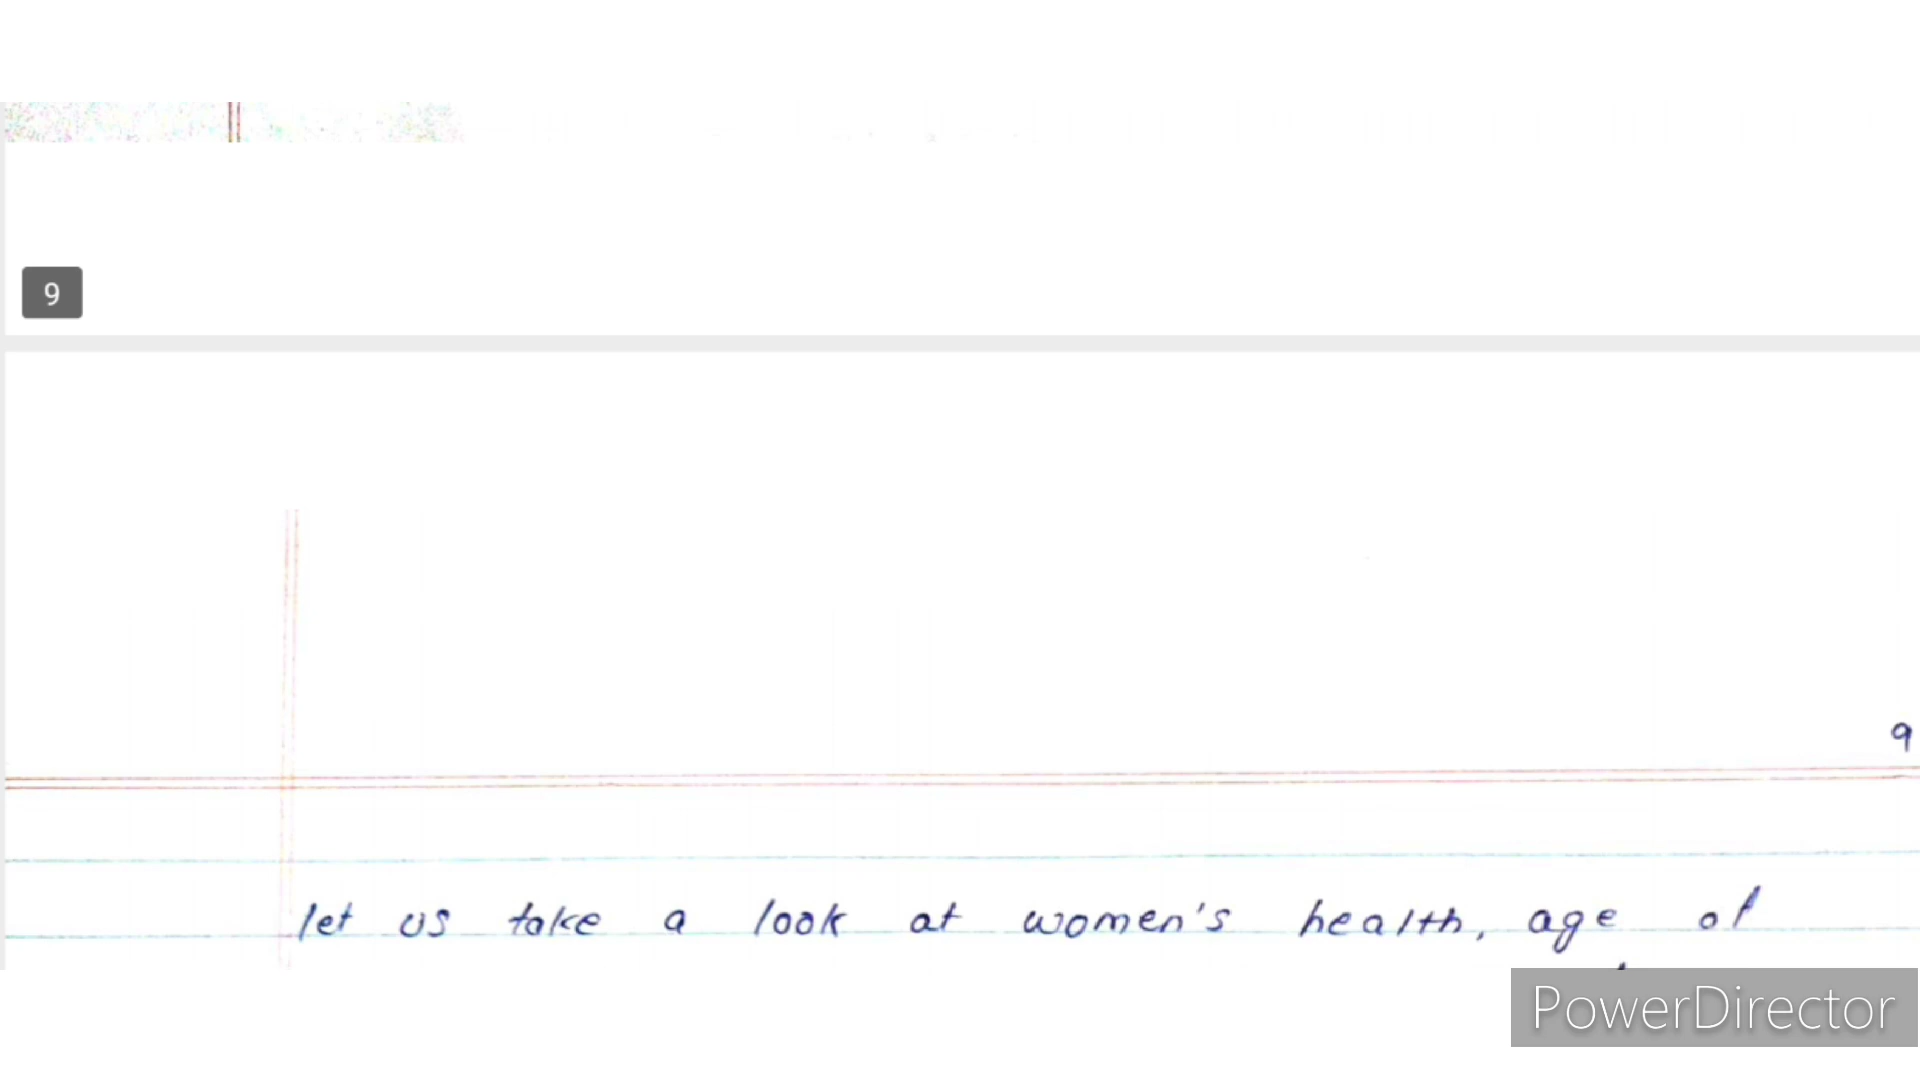 9
9
let us take a look at women's health, age of
PowerDirector